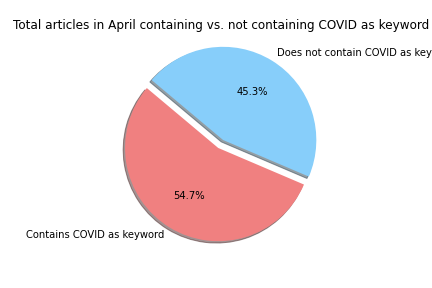 Total articles in April containing vs. not containing COVID as keyword
Does not contain COVID as key
45.3%
54.7%
Contains COVID as keyword